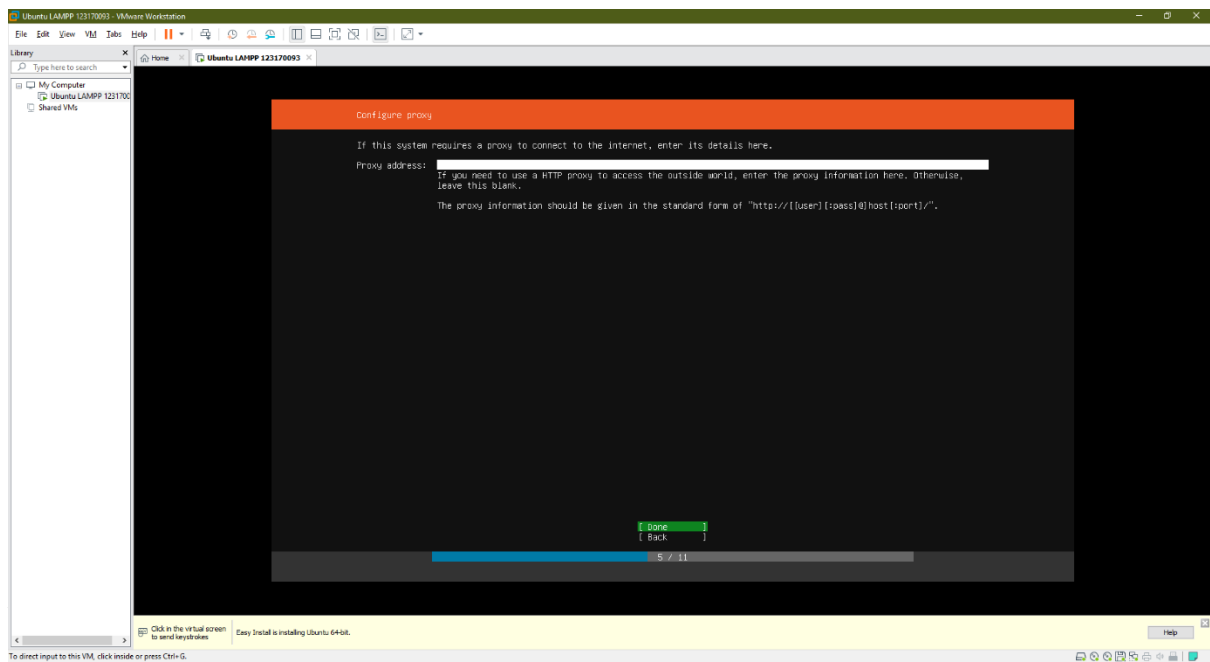 Ubuntu LAMPP 123170093 - VMware Workstation
File Edit View VM Tabs Help
Library
Type here to search
My Computer
Ubuntu LAMPP 1231700
Shared VMs
Home
Ubuntu LAMPP 123170093
Configure proxy
If this system requires a proxy to connect to the internet, enter its details here.
Proxy address:
If you need to use a HTTP proxy to access the outside world, enter the proxy information here. Otherwise,
leave this blank.
The proxy information should be given in the standard form of "http://[[user][:pass]@]host[:port]/".
[ Done ]
[ Back ]
5 / 11
Click in the virtual screen
to send keystrokes
Easy Install is installing Ubuntu 64-bit.
Help
To direct input to this VM, click inside or press Ctrl+G.